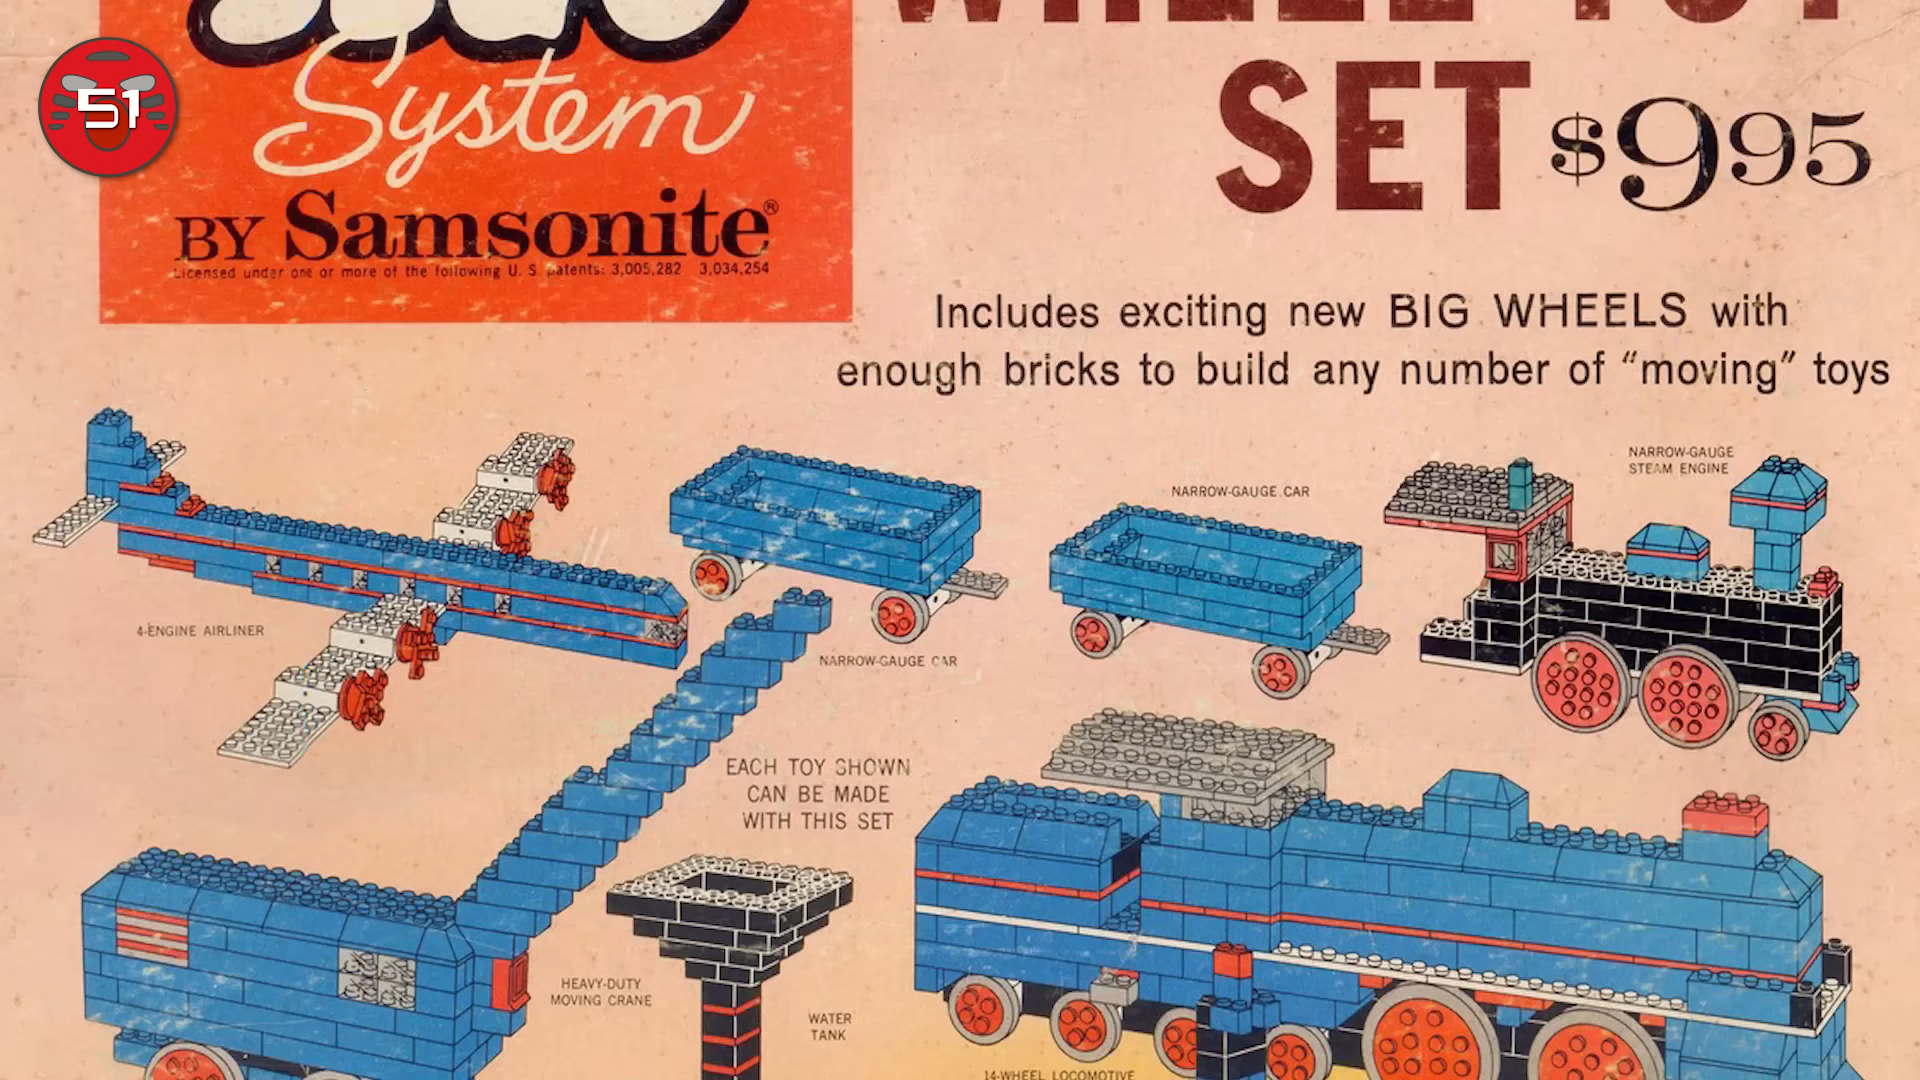 51
System
BY Samsonite®
Licensed under one or more of the following U. S. patents: 3,005,282 3,034,254
WHEEL TOY
SET $995
Includes exciting new BIG WHEELS with
enough bricks to build any number of “moving” toys
NARROW-GAUGE
STEAM ENGINE
NARROW-GAUGE CAR
4-ENGINE AIRLINER
NARROW-GAUGE CAR
EACH TOY SHOWN
CAN BE MADE
WITH THIS SET
HEAVY-DUTY
MOVING CRANE
WATER
TANK
14-WHEEL LOCOMOTIVE